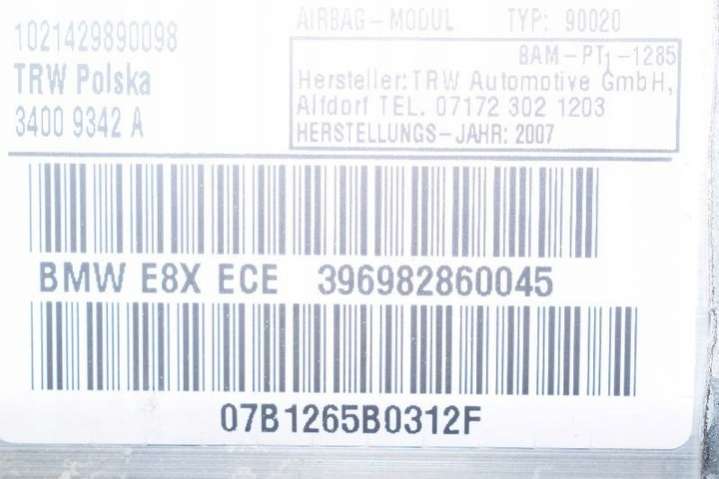 AIRBAG-MODUL TYP: 90020
1021429890098
TRW Polska
3400 9342 A
BAM-PT1-1285
Hersteller: TRW Automotive GmbH,
Alfdorf TEL. 07172 302 1203
HERSTELLUNGS-JAHR: 2007
BMW E8X ECE 396982860045
07B1265B0312F